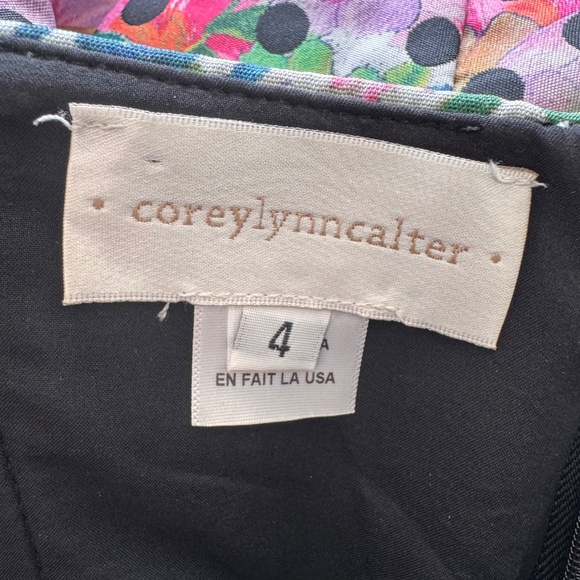 • coreylynncalter •
4
A
EN FAIT LA USA